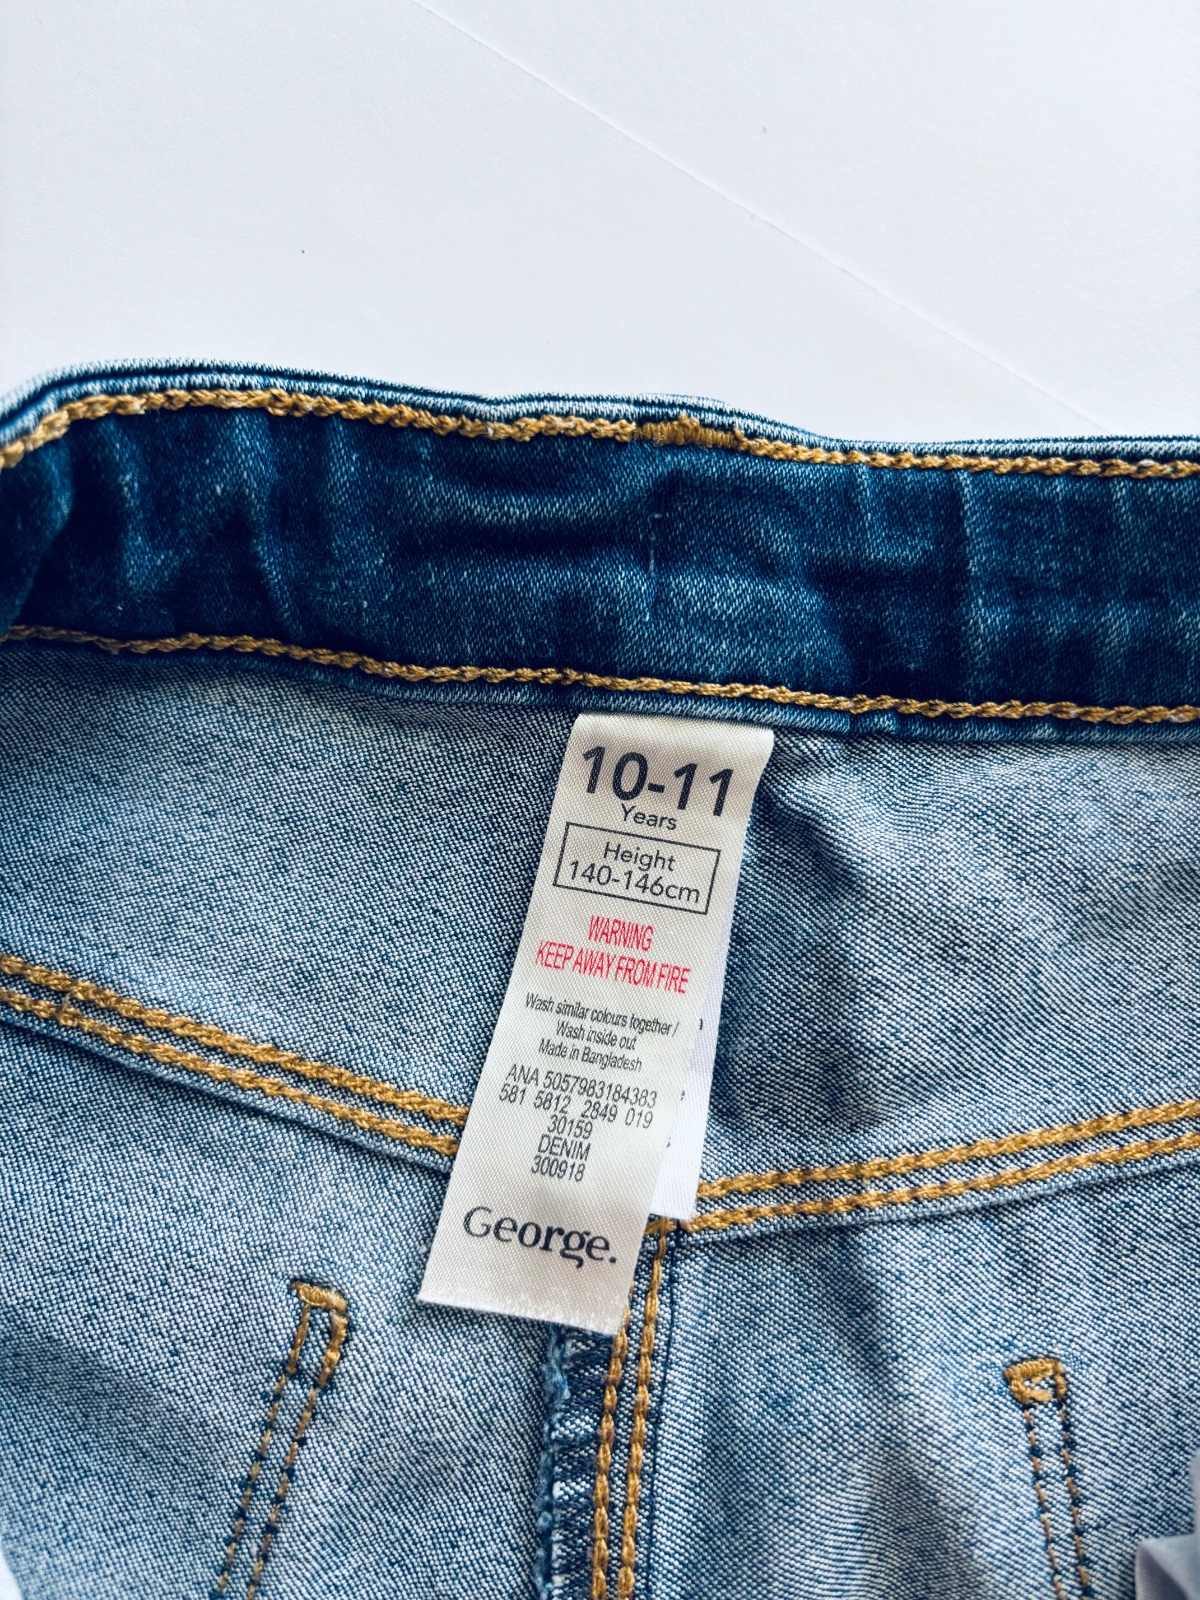 10-11
Years
Height
140-146cm
WARNING
KEEP AWAY FROM FIRE
Wash similar colours together /
Wash inside out
Made in Bangladesh
ANA 5057983184383
581 5812 2849 019
30159
DENIM
300918
George.